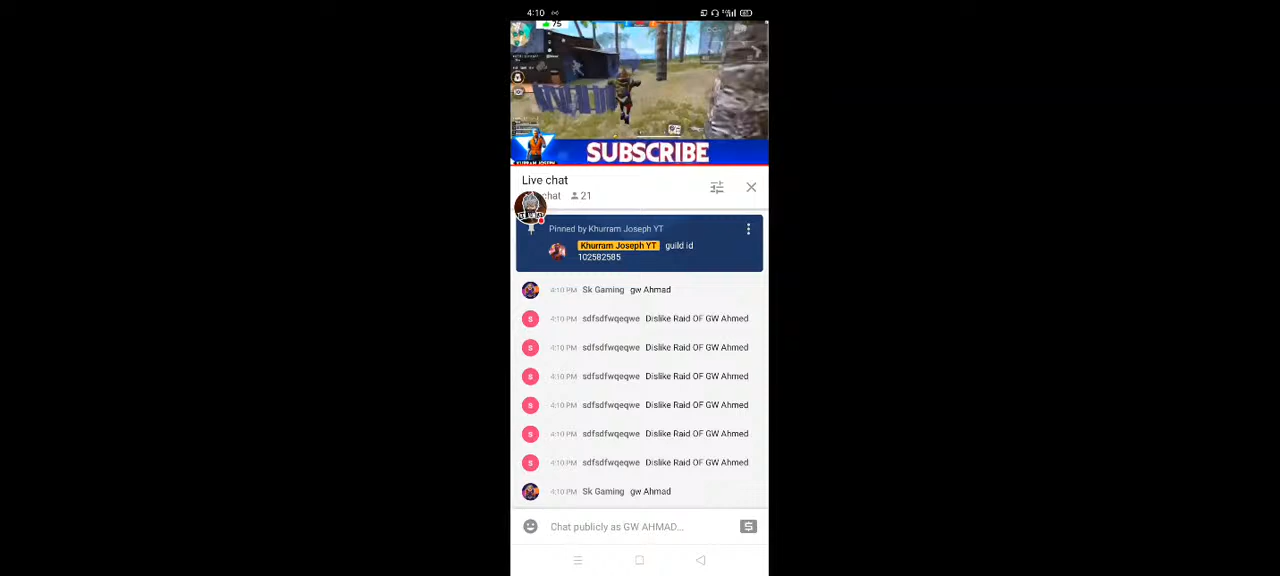 4:10
75
SUBSCRIBE
Live chat
chat 21
Pinned by Khurram Joseph YT
Khurram Joseph YT guild id
102582585
4:10 PM Sk Gaming gw Ahmad
4:10 PM sdfsdfwqeqwe Dislike Raid OF GW Ahmed
4:10 PM sdfsdfwqeqwe Dislike Raid OF GW Ahmed
4:10 PM sdfsdfwqeqwe Dislike Raid OF GW Ahmed
4:10 PM sdfsdfwqeqwe Dislike Raid OF GW Ahmed
4:10 PM sdfsdfwqeqwe Dislike Raid OF GW Ahmed
4:10 PM sdfsdfwqeqwe Dislike Raid OF GW Ahmed
4:10 PM Sk Gaming gw Ahmad
Chat publicly as GW AHMAD...